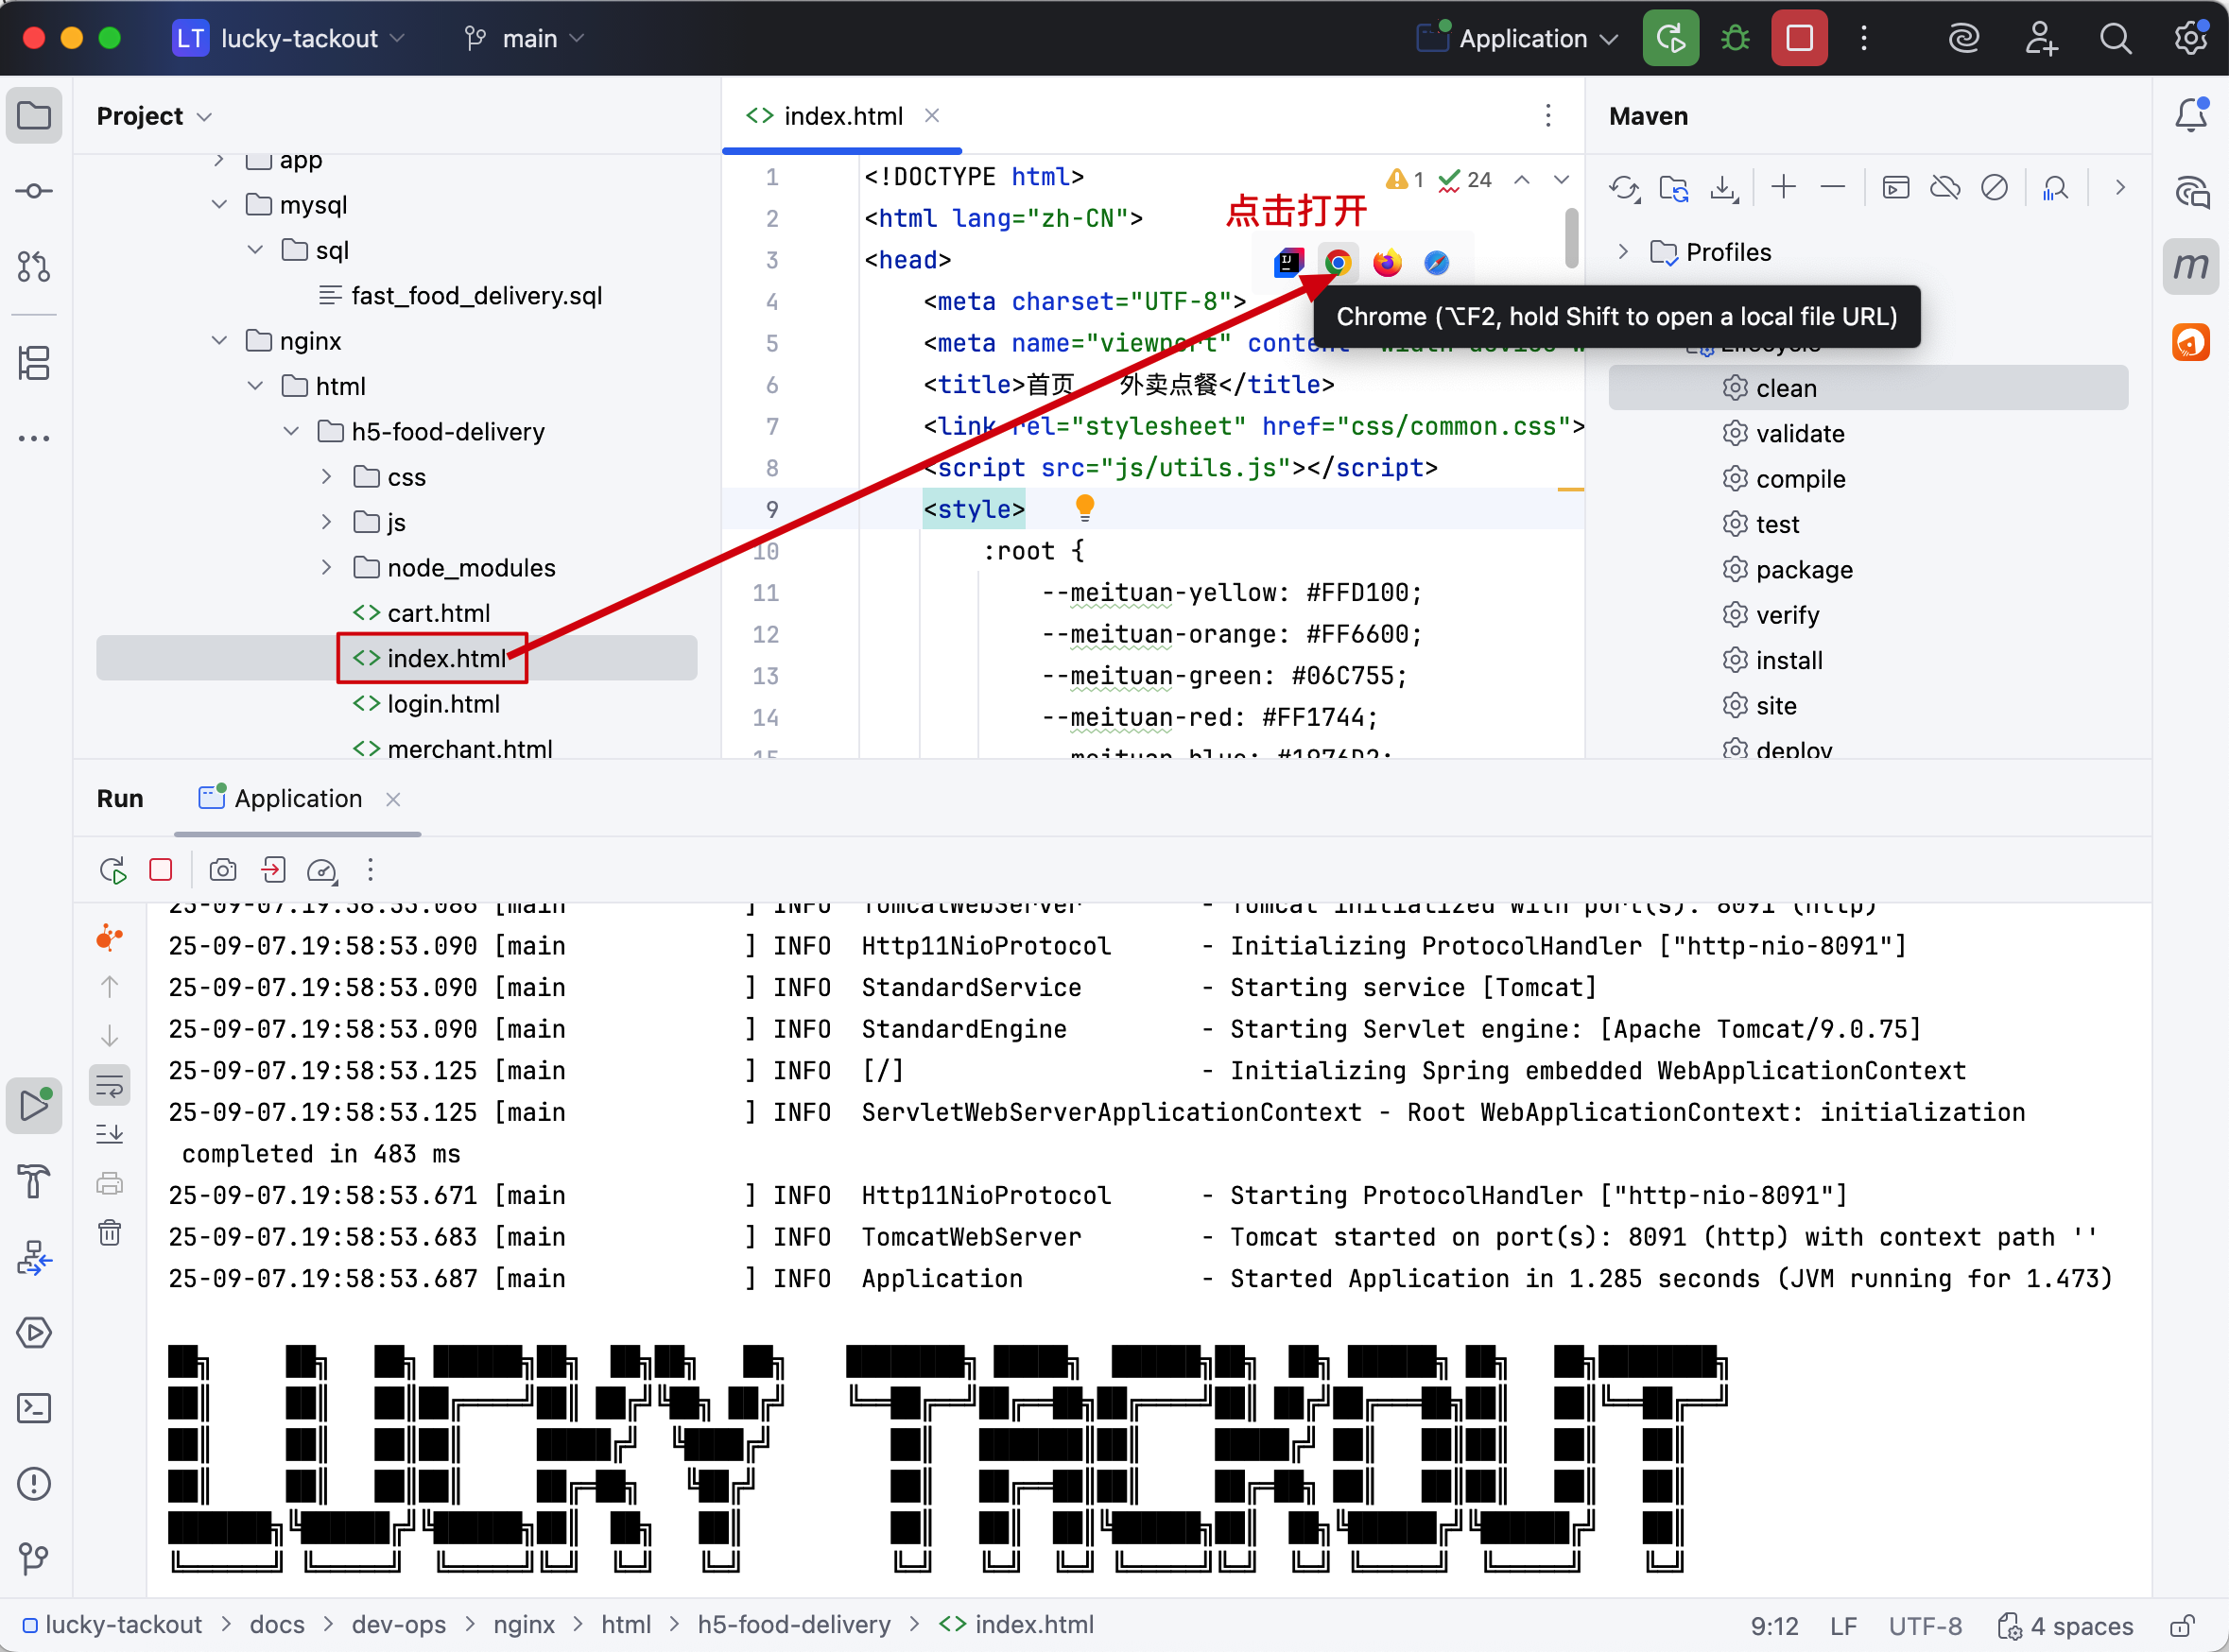 LT lucky-tackout
main
Application
Project
app
mysql
sql
fast_food_delivery.sql
nginx
html
h5-food-delivery
css
js
node_modules
cart.html
index.html
login.html
merchant.html
index.html
1 <!DOCTYPE html>
2 <html lang="zh-CN">
3 <head>
4 <meta charset="UTF-8">
5 <meta name="viewport"
6 <title>首页 外卖点餐</title>
7 <link rel="stylesheet" href="css/common.css">
8 <script src="js/utils.js"></script>
9 <style>
10 :root {
11 --meituan-yellow: #FFD100;
12 --meituan-orange: #FF6600;
13 --meituan-green: #06C755;
14 --meituan-red: #FF1744;
15 meituan-blue: #1976D2;
1 24
点击打开
Chrome (⌥F2, hold Shift to open a local file URL)
Maven
Profiles
Lifecycle
clean
validate
compile
test
package
verify
install
site
deploy
Run
Application
[main ] INFO TomcatWebServer - Tomcat initialized with port(s): 8091 (http)
25-09-07.19:58:53.090 [main ] INFO Http11NioProtocol - Initializing ProtocolHandler ["http-nio-8091"]
25-09-07.19:58:53.090 [main ] INFO StandardService - Starting service [Tomcat]
25-09-07.19:58:53.090 [main ] INFO StandardEngine - Starting Servlet engine: [Apache Tomcat/9.0.75]
25-09-07.19:58:53.125 [main ] INFO [/] - Initializing Spring embedded WebApplicationContext
25-09-07.19:58:53.125 [main ] INFO ServletWebServerApplicationContext - Root WebApplicationContext: initialization
completed in 483 ms
25-09-07.19:58:53.671 [main ] INFO Http11NioProtocol - Starting ProtocolHandler ["http-nio-8091"]
25-09-07.19:58:53.683 [main ] INFO TomcatWebServer - Tomcat started on port(s): 8091 (http) with context path ''
25-09-07.19:58:53.687 [main ] INFO Application - Started Application in 1.285 seconds (JVM running for 1.473)
LUCKY TACKOUT
lucky-tackout > docs > dev-ops > nginx > html > h5-food-delivery > index.html
9:12 LF UTF-8 4 spaces